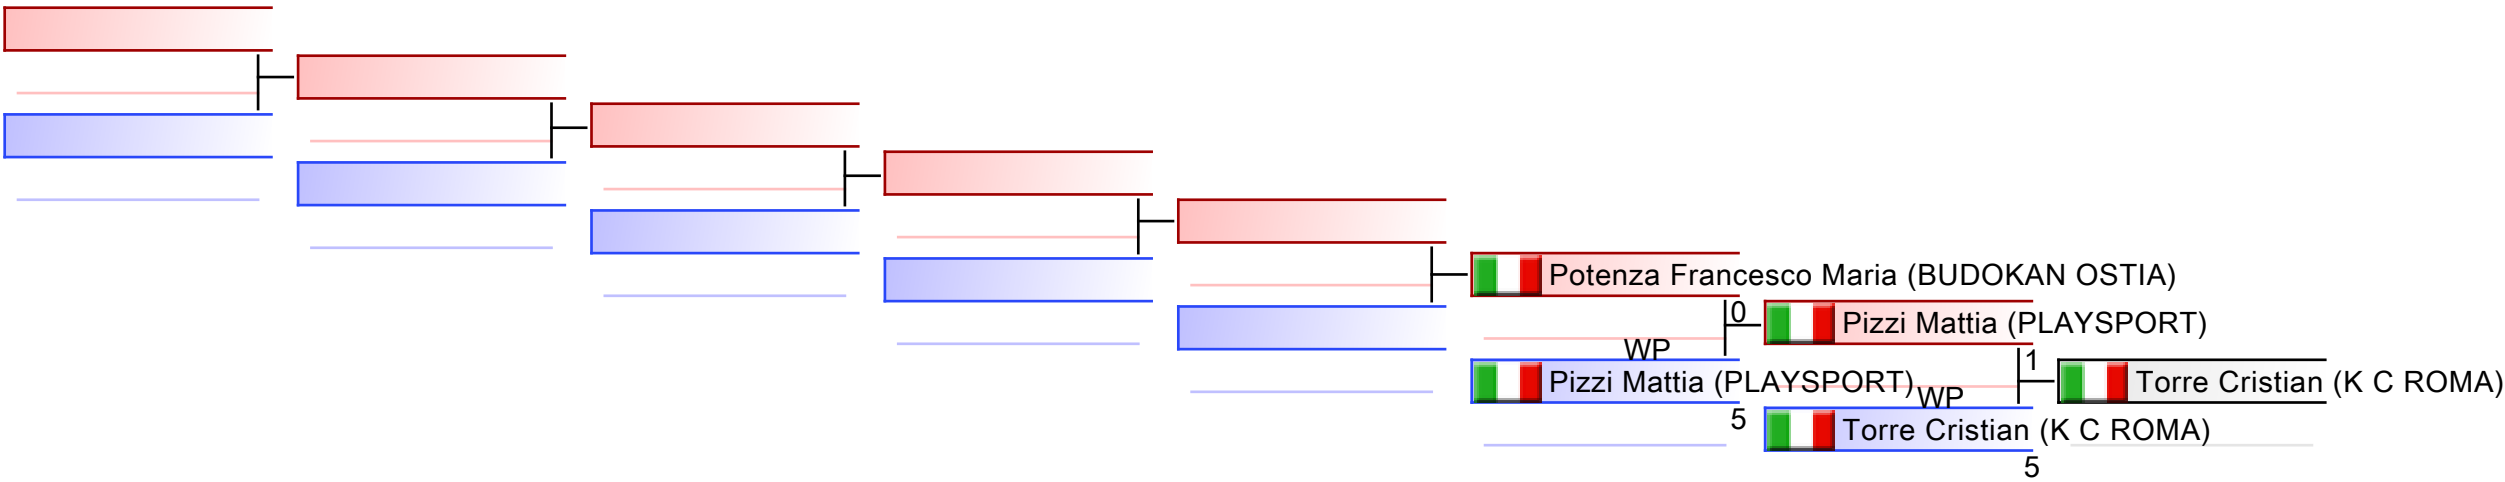 Potenza Francesco Maria (BUDOKAN OSTIA)
0
Pizzi Mattia (PLAYSPORT)
WP
1
Pizzi Mattia (PLAYSPORT)
Torre Cristian (K C ROMA)
WP
5
Torre Cristian (K C ROMA)
5